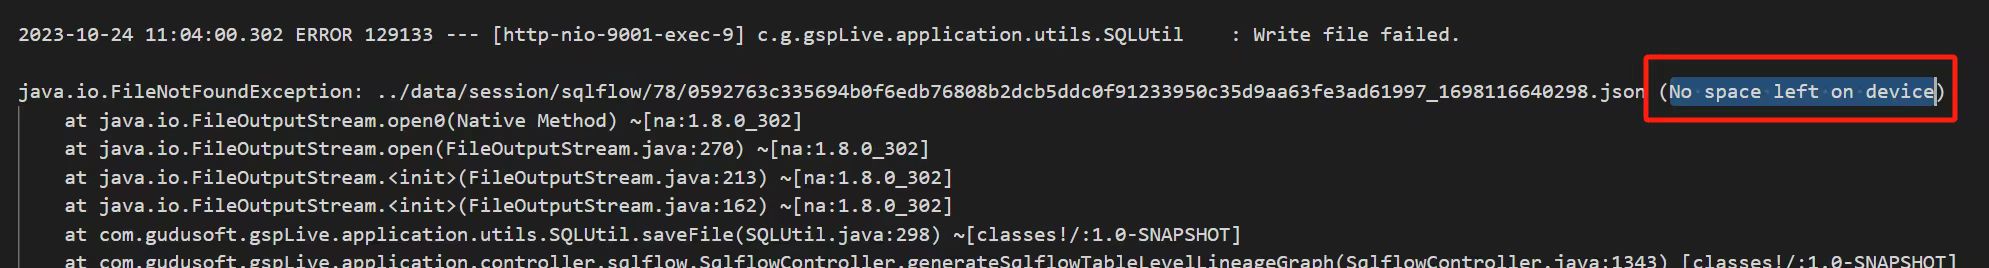 2023-10-24 11:04:00.302 ERROR 129133 --- [http-nio-9001-exec-9] c.g.gspLive.application.utils.SQLUtil    : Write file failed.
java.io.FileNotFoundException: ../data/session/sqlflow/78/0592763c335694b0f6edb76808b2dcb5ddc0f91233950c35d9aa63fe3ad61997_1698116640298.json (No space left on device)
    at java.io.FileOutputStream.open0(Native Method) ~[na:1.8.0_302]
    at java.io.FileOutputStream.open(FileOutputStream.java:270) ~[na:1.8.0_302]
    at java.io.FileOutputStream.<init>(FileOutputStream.java:213) ~[na:1.8.0_302]
    at java.io.FileOutputStream.<init>(FileOutputStream.java:162) ~[na:1.8.0_302]
    at com.gudusoft.gspLive.application.utils.SQLUtil.saveFile(SQLUtil.java:298) ~[classes!/:1.0-SNAPSHOT]
    at com.gudusoft.gspLive.application.controller.sqlflow.SqlflowController.generateSqlflowTableLevelLineageGraph(SqlflowController.java:1343) [classes!/:1.0-SNAPSHOT]